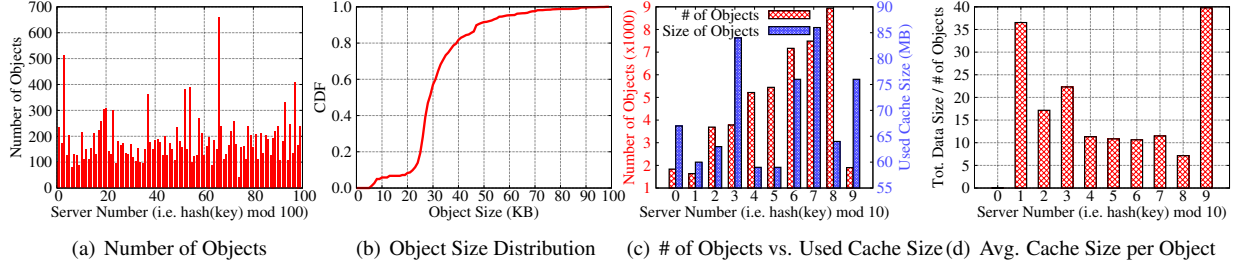 700
600
500
400
300
200
100
0
Number of Objects
0 20 40 60 80 100
Server Number (i.e. hash(key) mod 100)
(a) Number of Objects
1.0
0.8
0.6
0.4
0.2
0.0
CDF
0 10 20 30 40 50 60 70 80 90 100
Object Size (KB)
(b) Object Size Distribution
# of Objects
Size of Objects
9
8
7
6
5
4
3
2
1
Number of Objects (x1000)
90
85
80
75
70
65
60
55
Used Cache Size (MB)
0 1 2 3 4 5 6 7 8 9
Server Number (i.e. hash(key) mod 10)
(c) # of Objects vs. Used Cache Size
40
35
30
25
20
15
10
5
0
Tot. Data Size / # of Objects
0 1 2 3 4 5 6 7 8 9
Server Number (i.e. hash(key) mod 10)
(d) Avg. Cache Size per Object